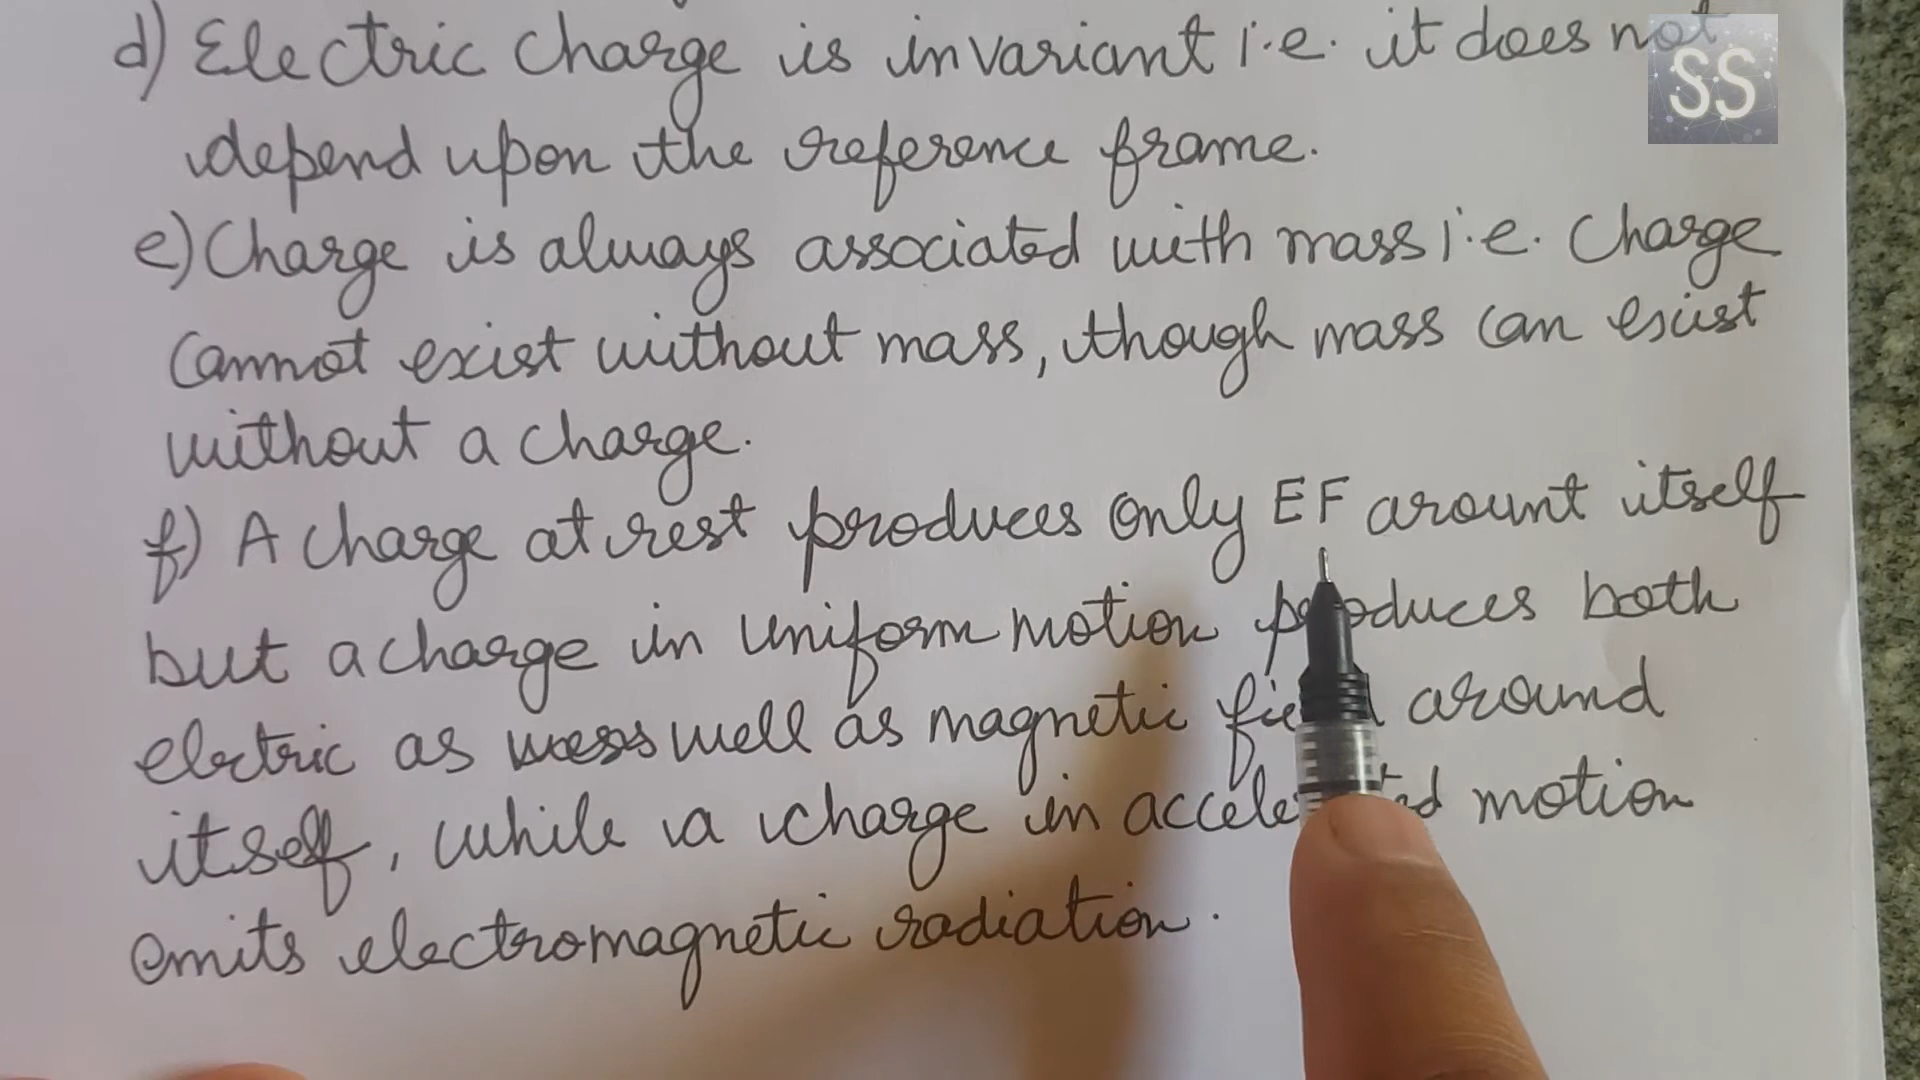 d) Electric charge is invariant i.e. it does not
SS
depend upon the reference frame.
e) Charge is always associated with mass i.e. Charge
Cannot exist without mass, though mass can exist
without a charge.
f) A charge at rest produces only EF arount itself
but a charge in uniform motion produces both
electric as well as magnetic field around
itself, while a charge in accelerated motion
emits electromagnetic radiation.